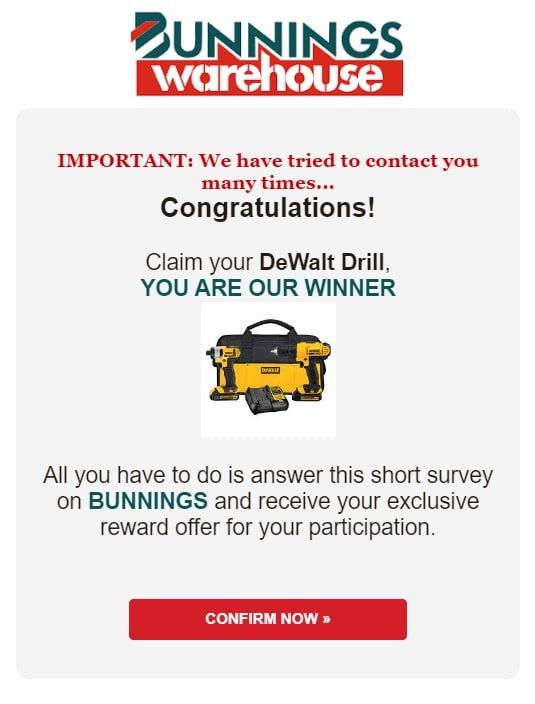 BUNNINGS
warehouse
IMPORTANT: We have tried to contact you
many times...
Congratulations!
Claim your DeWalt Drill,
YOU ARE OUR WINNER
DEWALT
All you have to do is answer this short survey
on BUNNINGS and receive your exclusive
reward offer for your participation.
CONFIRM NOW »